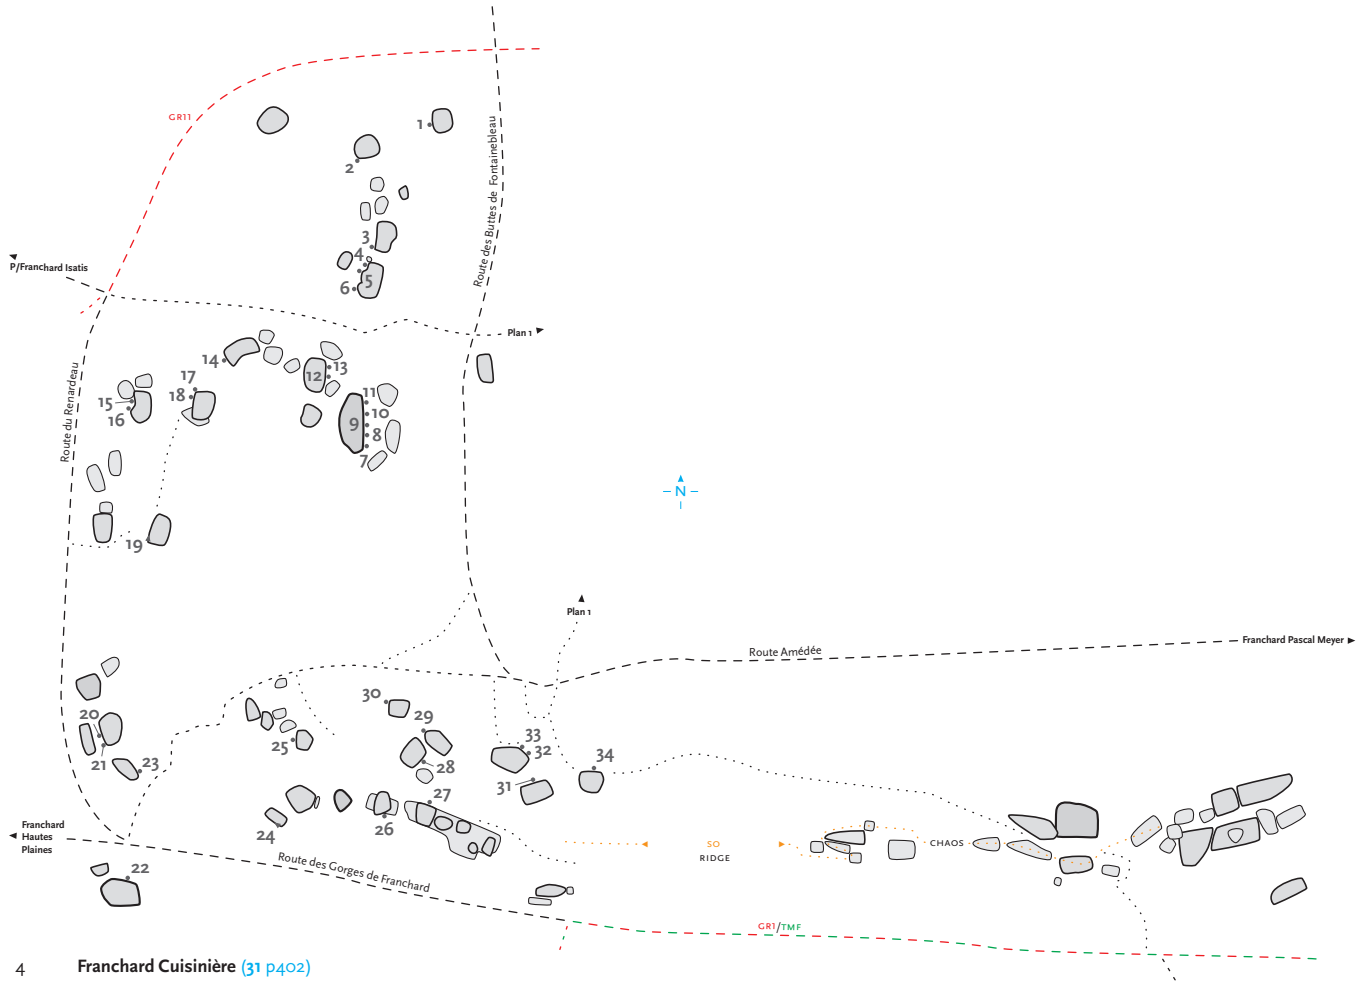 GR11
1
2
Route des Buttes de Fontainebleau
3
4
5
6
P/Franchard Isatis
Plan 1
14
13
12
17
18
15
16
11
10
9
8
7
Route du Renardeau
N
19
Plan 1
Franchard Pascal Meyer
Route Amédée
30
29
20
21
23
25
28
33
32
34
31
27
24
26
Franchard
Hautes
Plaines
SO
RIDGE
CHAOS
Route des Gorges de Franchard
22
GR1/TMF
4 Franchard Cuisinière (31 p402)